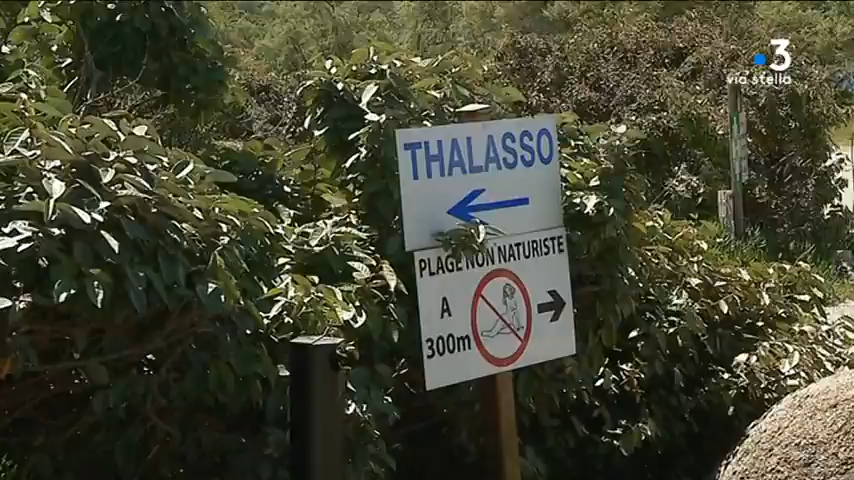 3
via stella
THALASSO
PLAGE NON NATURISTE
A
300m